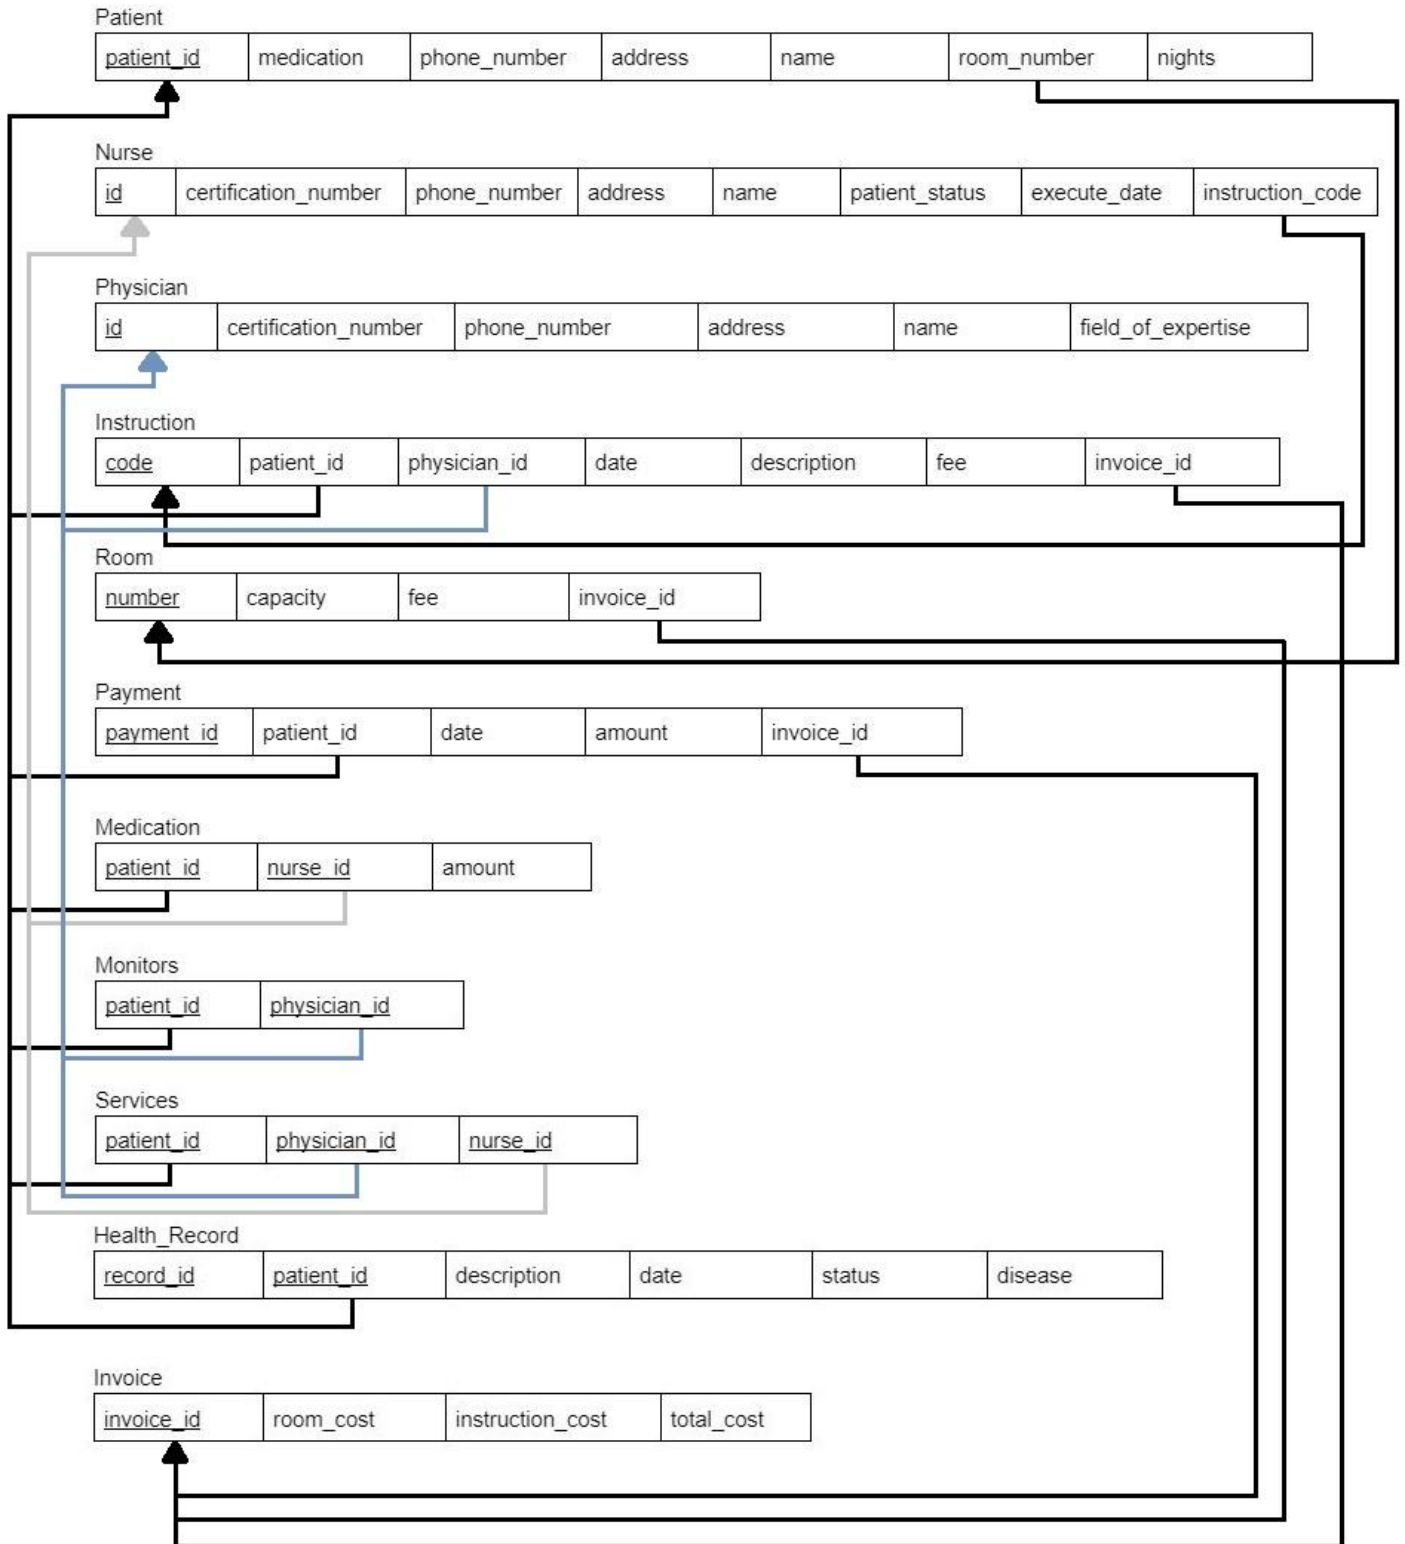 Patient
patient_id medication phone_number address name room_number nights
Nurse
id certification_number phone_number address name patient_status execute_date instruction_code
Physician
id certification_number phone_number address name field_of_expertise
Instruction
code patient_id physician_id date description fee invoice_id
Room
number capacity fee invoice_id
Payment
payment_id patient_id date amount invoice_id
Medication
patient_id nurse_id amount
Monitors
patient_id physician_id
Services
patient_id physician_id nurse_id
Health_Record
record_id patient_id description date status disease
Invoice
invoice_id room_cost instruction_cost total_cost